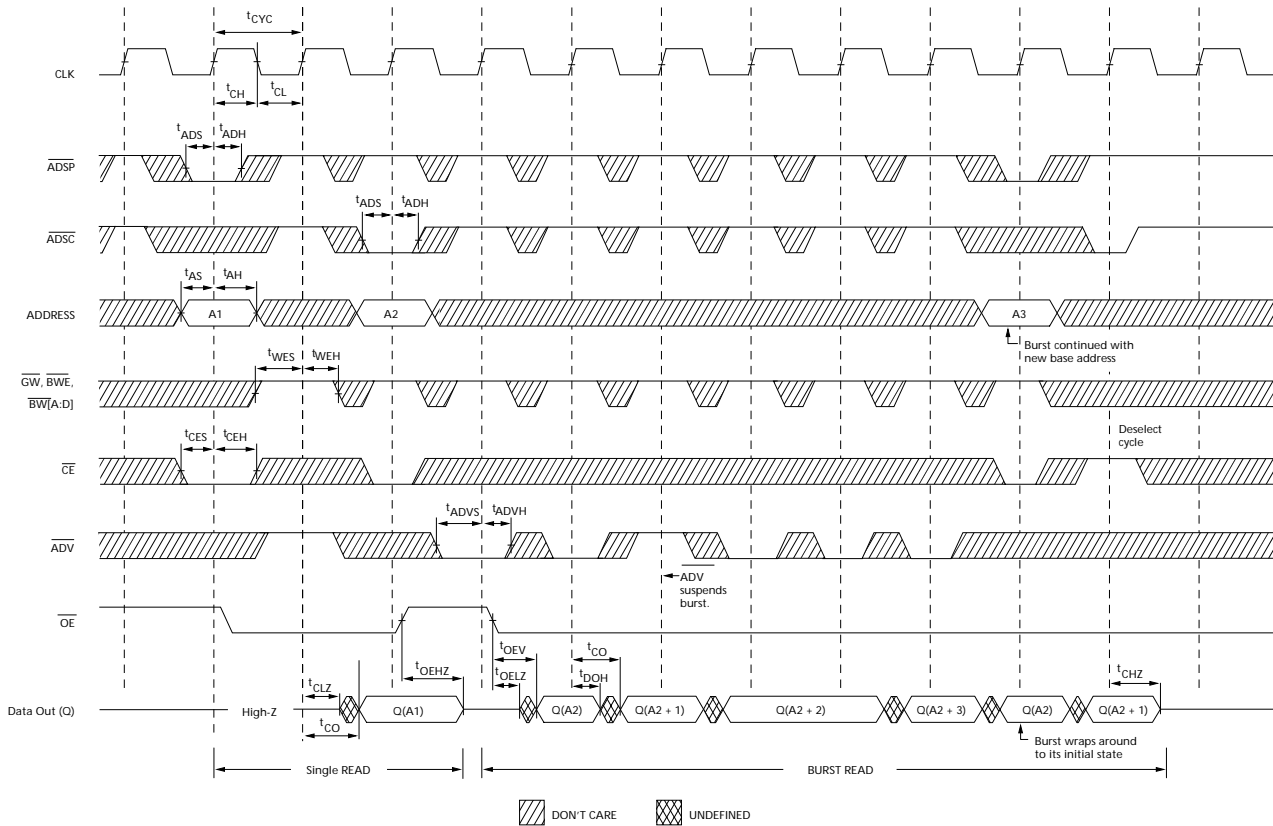 tCYC
CLK
tCH
tCL
tADS
tADH
ADSP
tADS
tADH
ADSC
tAS
tAH
ADDRESS
A1
A2
A3
Burst continued with
new base address
tWES
tWEH
GW, BWE,
BW[A:D]
tCES
tCEH
Deselect
cycle
CE
tADVS
tADVH
ADV
ADV
suspends
burst.
OE
tOEHZ
tOEV
tCO
tCLZ
tOELZ
tDOH
tCHZ
Data Out (Q)
High-Z
Q(A1)
Q(A2)
Q(A2 + 1)
Q(A2 + 2)
Q(A2 + 3)
Q(A2)
Q(A2 + 1)
tCO
Burst wraps around
to its initial state
Single READ
BURST READ
DON'T CARE
UNDEFINED